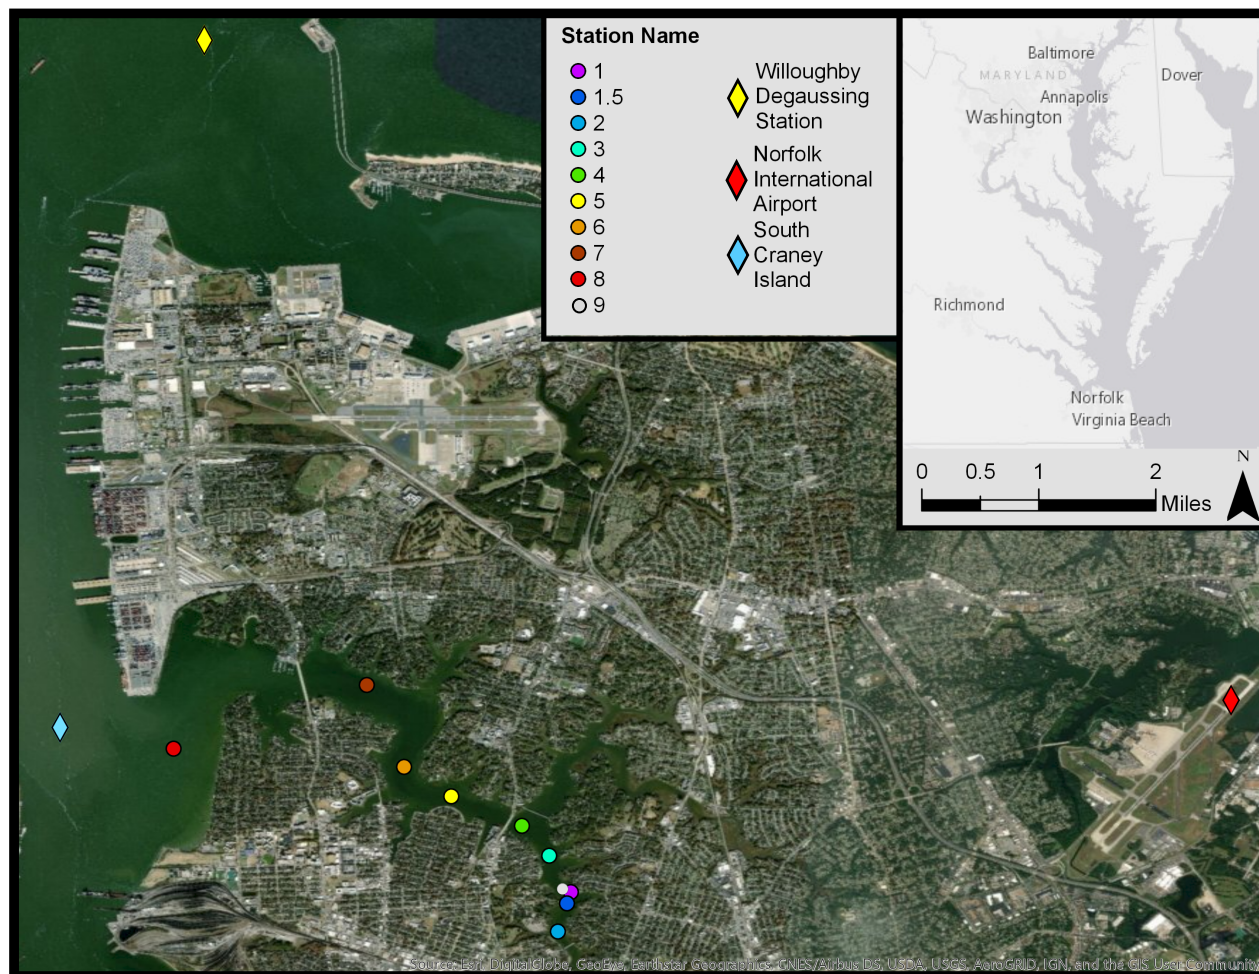 Station Name
1
1.5
2
3
4
5
6
7
8
9
Willoughby
Degaussing
Station
Norfolk
International
Airport
South
Craney
Island
Baltimore
MARYLAND
Dover
Annapolis
Washington
Richmond
Norfolk
Virginia Beach
N
0 0.5 1 2
Miles
Source: Esri, DigitalGlobe, GeoEye, Earthstar Geographics, CNES/Airbus DS, USDA, USGS, AeroGRID, IGN, and the GIS User Community